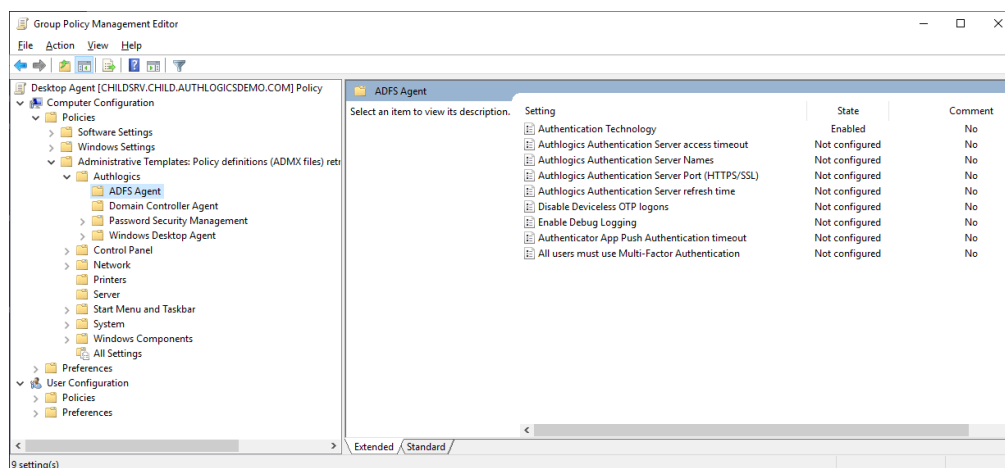 Group Policy Management Editor
File Action View Help
Desktop Agent [CHILDSRV.CHILD.AUTHLOGICSDEMO.COM] Policy
Computer Configuration
Policies
Software Settings
Windows Settings
Administrative Templates: Policy definitions (ADMX files) retr
Authlogics
ADFS Agent
Domain Controller Agent
Password Security Management
Windows Desktop Agent
Control Panel
Network
Printers
Server
Start Menu and Taskbar
System
Windows Components
All Settings
Preferences
User Configuration
Policies
Preferences
ADFS Agent
Select an item to view its description.
Setting State Comment
Authentication Technology Enabled No
Authlogics Authentication Server access timeout Not configured No
Authlogics Authentication Server Names Not configured No
Authlogics Authentication Server Port (HTTPS/SSL) Not configured No
Authlogics Authentication Server refresh time Not configured No
Disable Deviceless OTP logons Not configured No
Enable Debug Logging Not configured No
Authenticator App Push Authentication timeout Not configured No
All users must use Multi-Factor Authentication Not configured No
Extended Standard
9 setting(s)